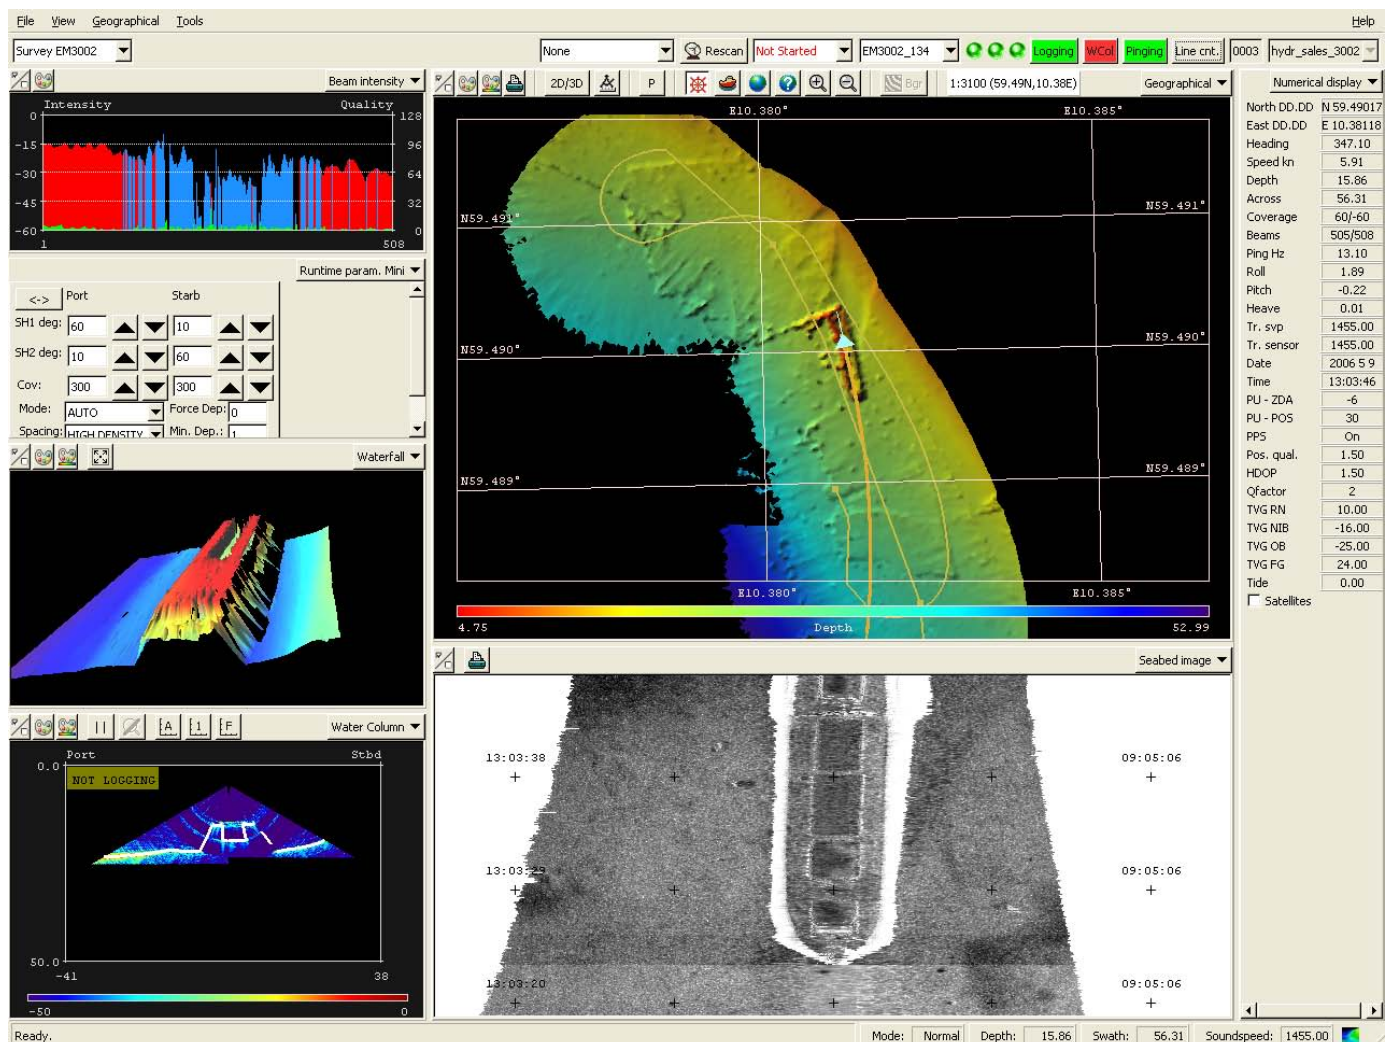 File View Geographical Tools Help
Survey EM3002 None Rescan Not Started EM3002_134 Logging WCol Pinging Line cnt. 0003 hydr_sales_3002
Beam intensity
Intensity Quality
0 128
-15 96
-30 64
-45 32
-60 0
1 508
Runtime param. Mini
<-> Port Starb
SH1 deg: 60 10
SH2 deg: 10 60
Cov: 300 300
Mode: AUTO Force Dep: 0
Spacing: HIGH DENSITY Min. Dep.: 1
Waterfall
A 1 F Water Column
Port Stbd
0.0
NOT LOGGING
50.0
-41 38
-50 0
2D/3D P Bgr 1:3100 (59.49N,10.38E) Geographical
E10.380° E10.385°
N59.491° N59.491°
N59.490° N59.490°
N59.489° N59.489°
E10.380° E10.385°
4.75 Depth 52.99
Seabed image
13:03:38 09:05:06
13:03:29 09:05:06
13:03:20 09:05:06
Numerical display
North DD.DD N 59.49017
East DD.DD E 10.38118
Heading 347.10
Speed kn 5.91
Depth 15.86
Across 56.31
Coverage 60/-60
Beams 505/508
Ping Hz 13.10
Roll 1.89
Pitch -0.22
Heave 0.01
Tr. svp 1455.00
Tr. sensor 1455.00
Date 2006 5 9
Time 13:03:46
PU - ZDA -6
PU - POS 30
PPS On
Pos. qual. 1.50
HDOP 1.50
Qfactor 2
TVG RN 10.00
TVG NIB -16.00
TVG OB -25.00
TVG FG 24.00
Tide 0.00
Satellites
Ready. Mode: Normal Depth: 15.86 Swath: 56.31 Soundspeed: 1455.00